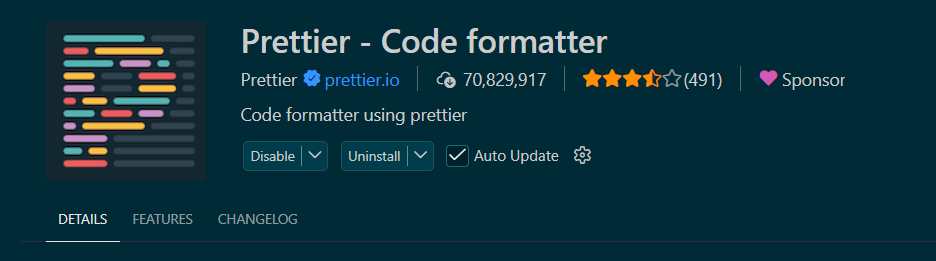 Prettier - Code formatter
Prettier prettier.io 70,829,917 (491) Sponsor
Code formatter using prettier
Disable Uninstall Auto Update
DETAILS FEATURES CHANGELOG